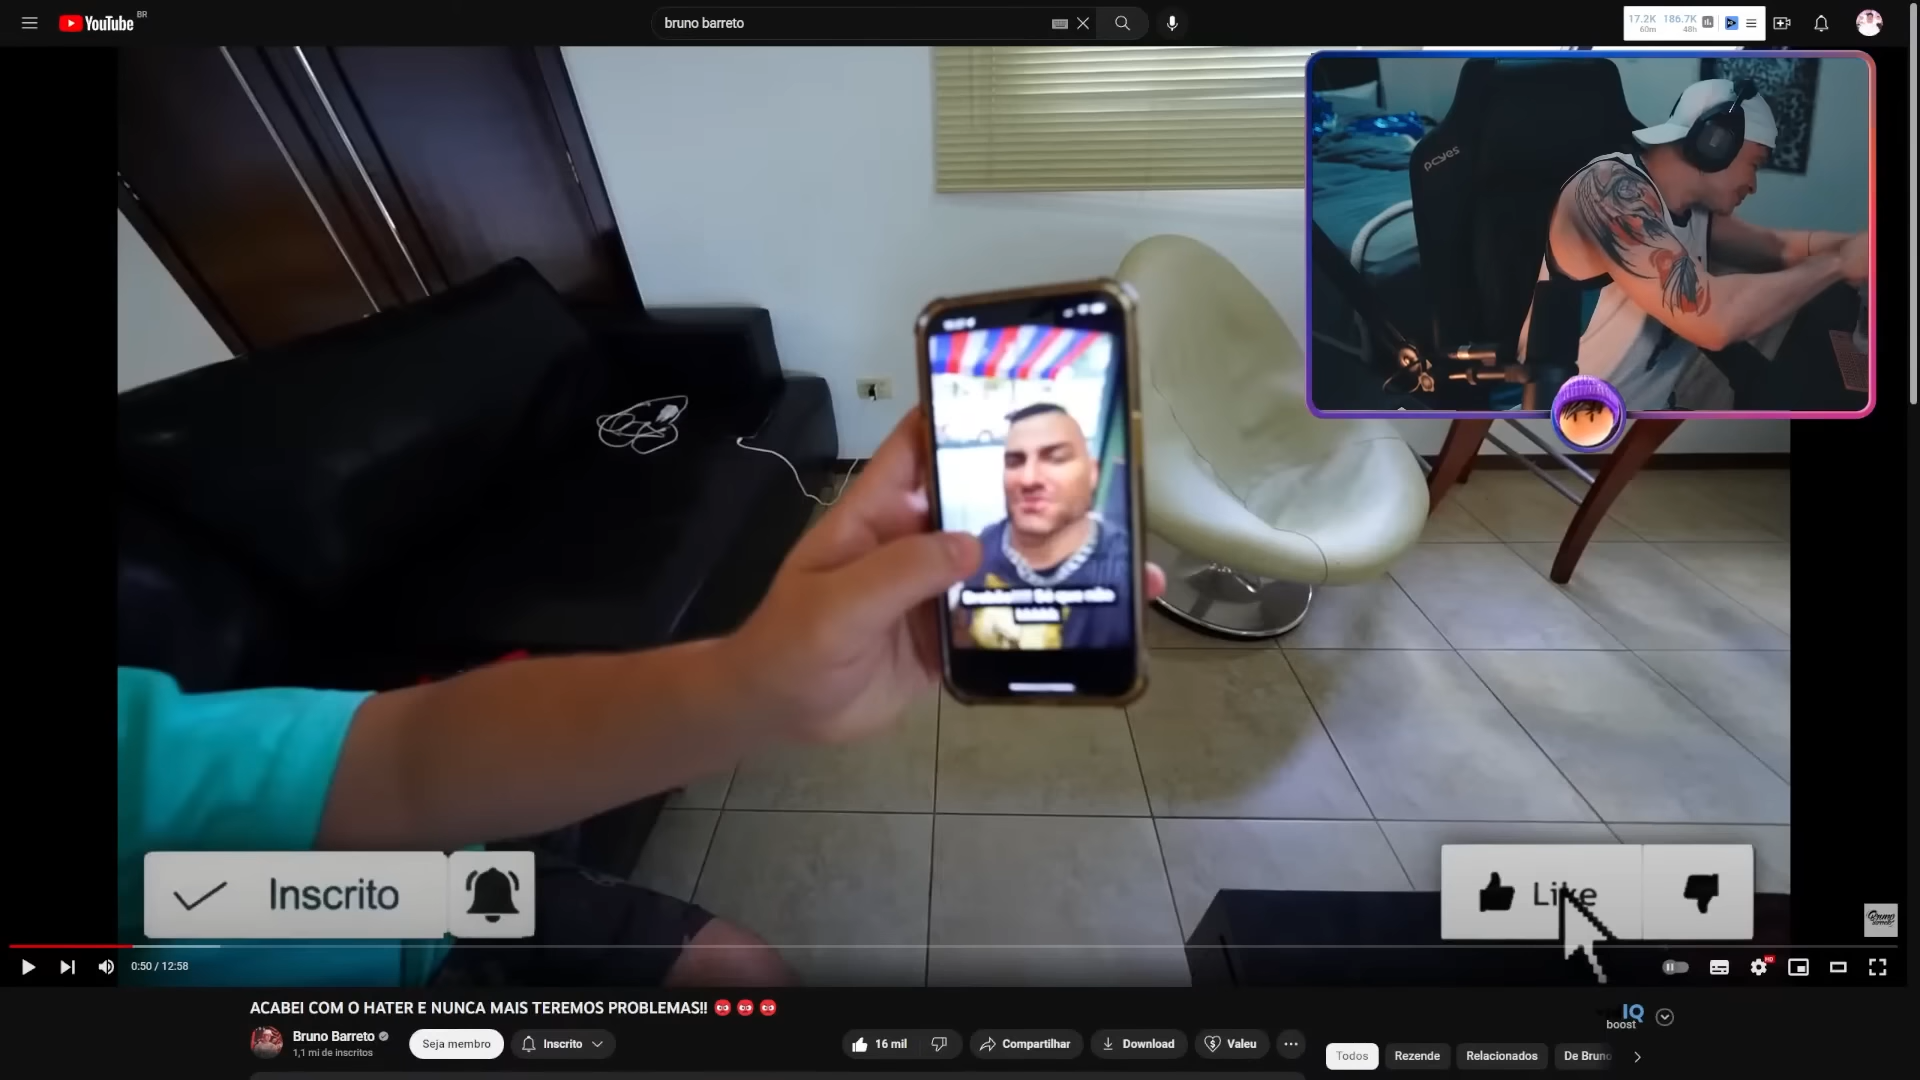 YouTube BR
bruno barreto
17.2K 186.7K
60m 48h
pcyes
Inscrito
Like
0:50 / 12:58
HD
ACABEI COM O HATER E NUNCA MAIS TEREMOS PROBLEMAS!!
Bruno Barreto
1,1 mi de inscritos
Seja membro
Inscrito
16 mil
Compartilhar
Download
Valeu
IQ
boost
Todos
Rezende
Relacionados
De Bruno